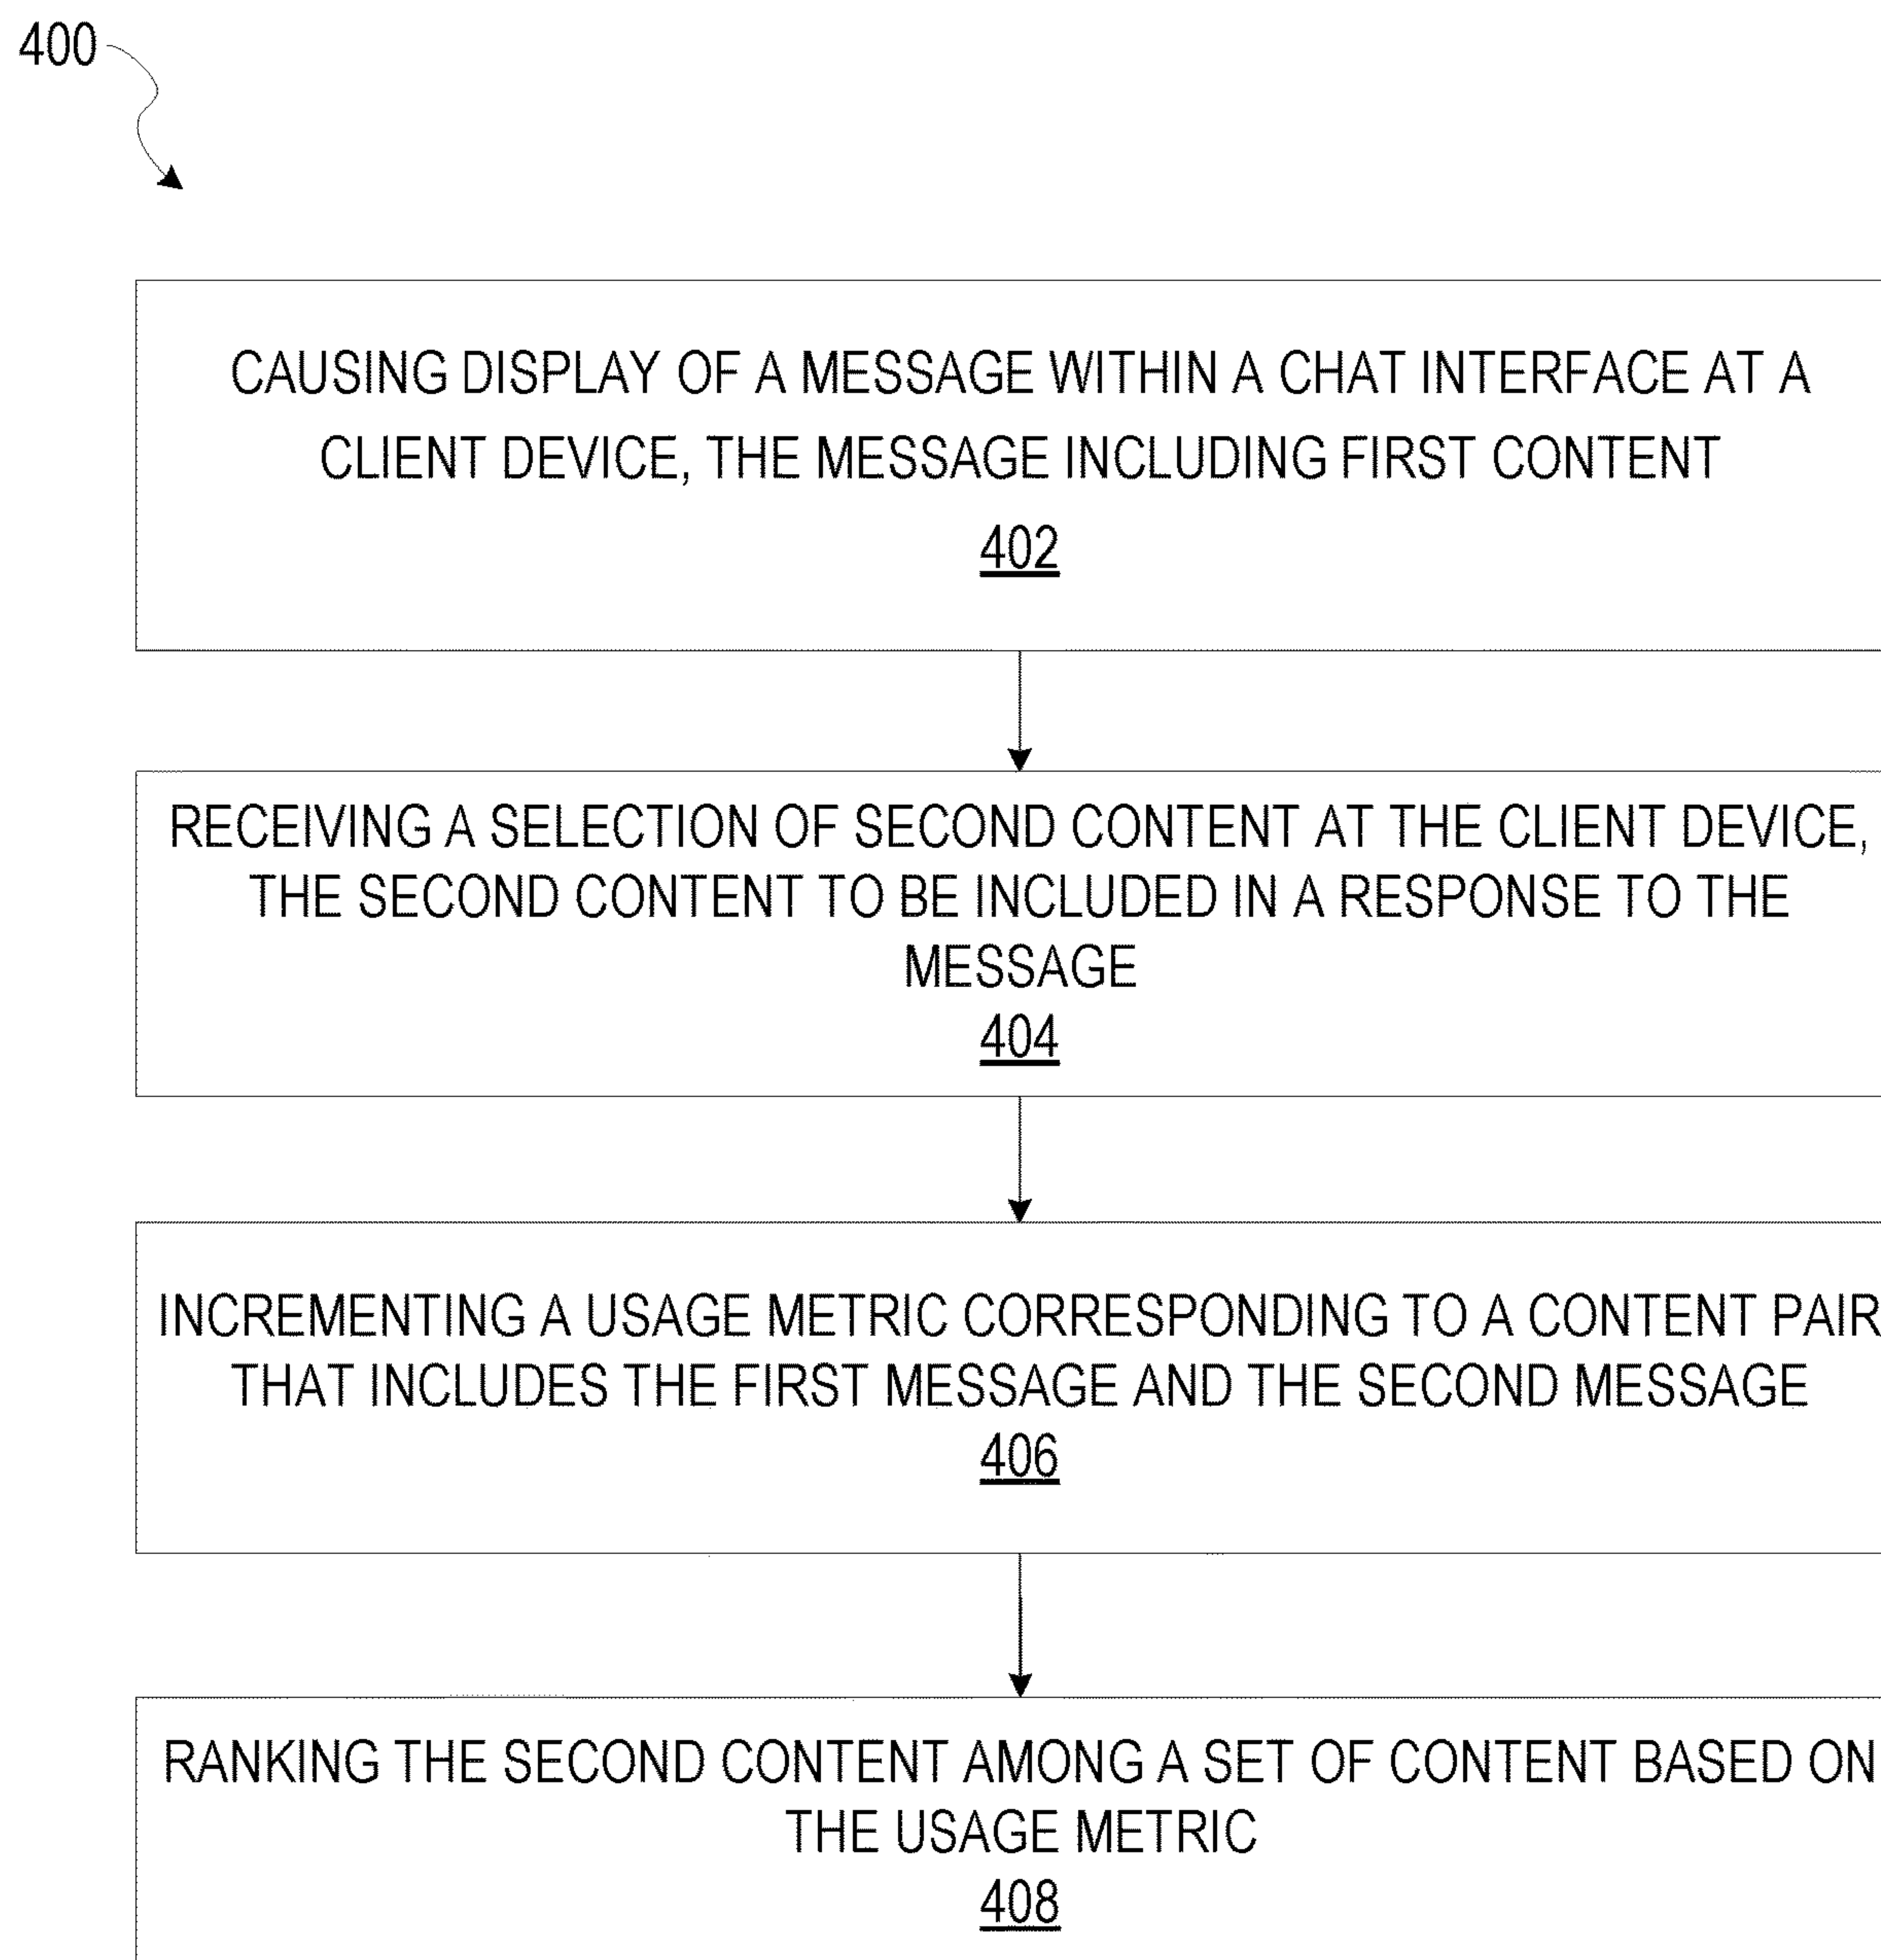 400
CAUSING DISPLAY OF A MESSAGE WITHIN A CHAT INTERFACE AT A
CLIENT DEVICE, THE MESSAGE INCLUDING FIRST CONTENT
402
RECEIVING A SELECTION OF SECOND CONTENT AT THE CLIENT DEVICE,
THE SECOND CONTENT TO BE INCLUDED IN A RESPONSE TO THE
MESSAGE
404
INCREMENTING A USAGE METRIC CORRESPONDING TO A CONTENT PAIR
THAT INCLUDES THE FIRST MESSAGE AND THE SECOND MESSAGE
406
RANKING THE SECOND CONTENT AMONG A SET OF CONTENT BASED ON
THE USAGE METRIC
408